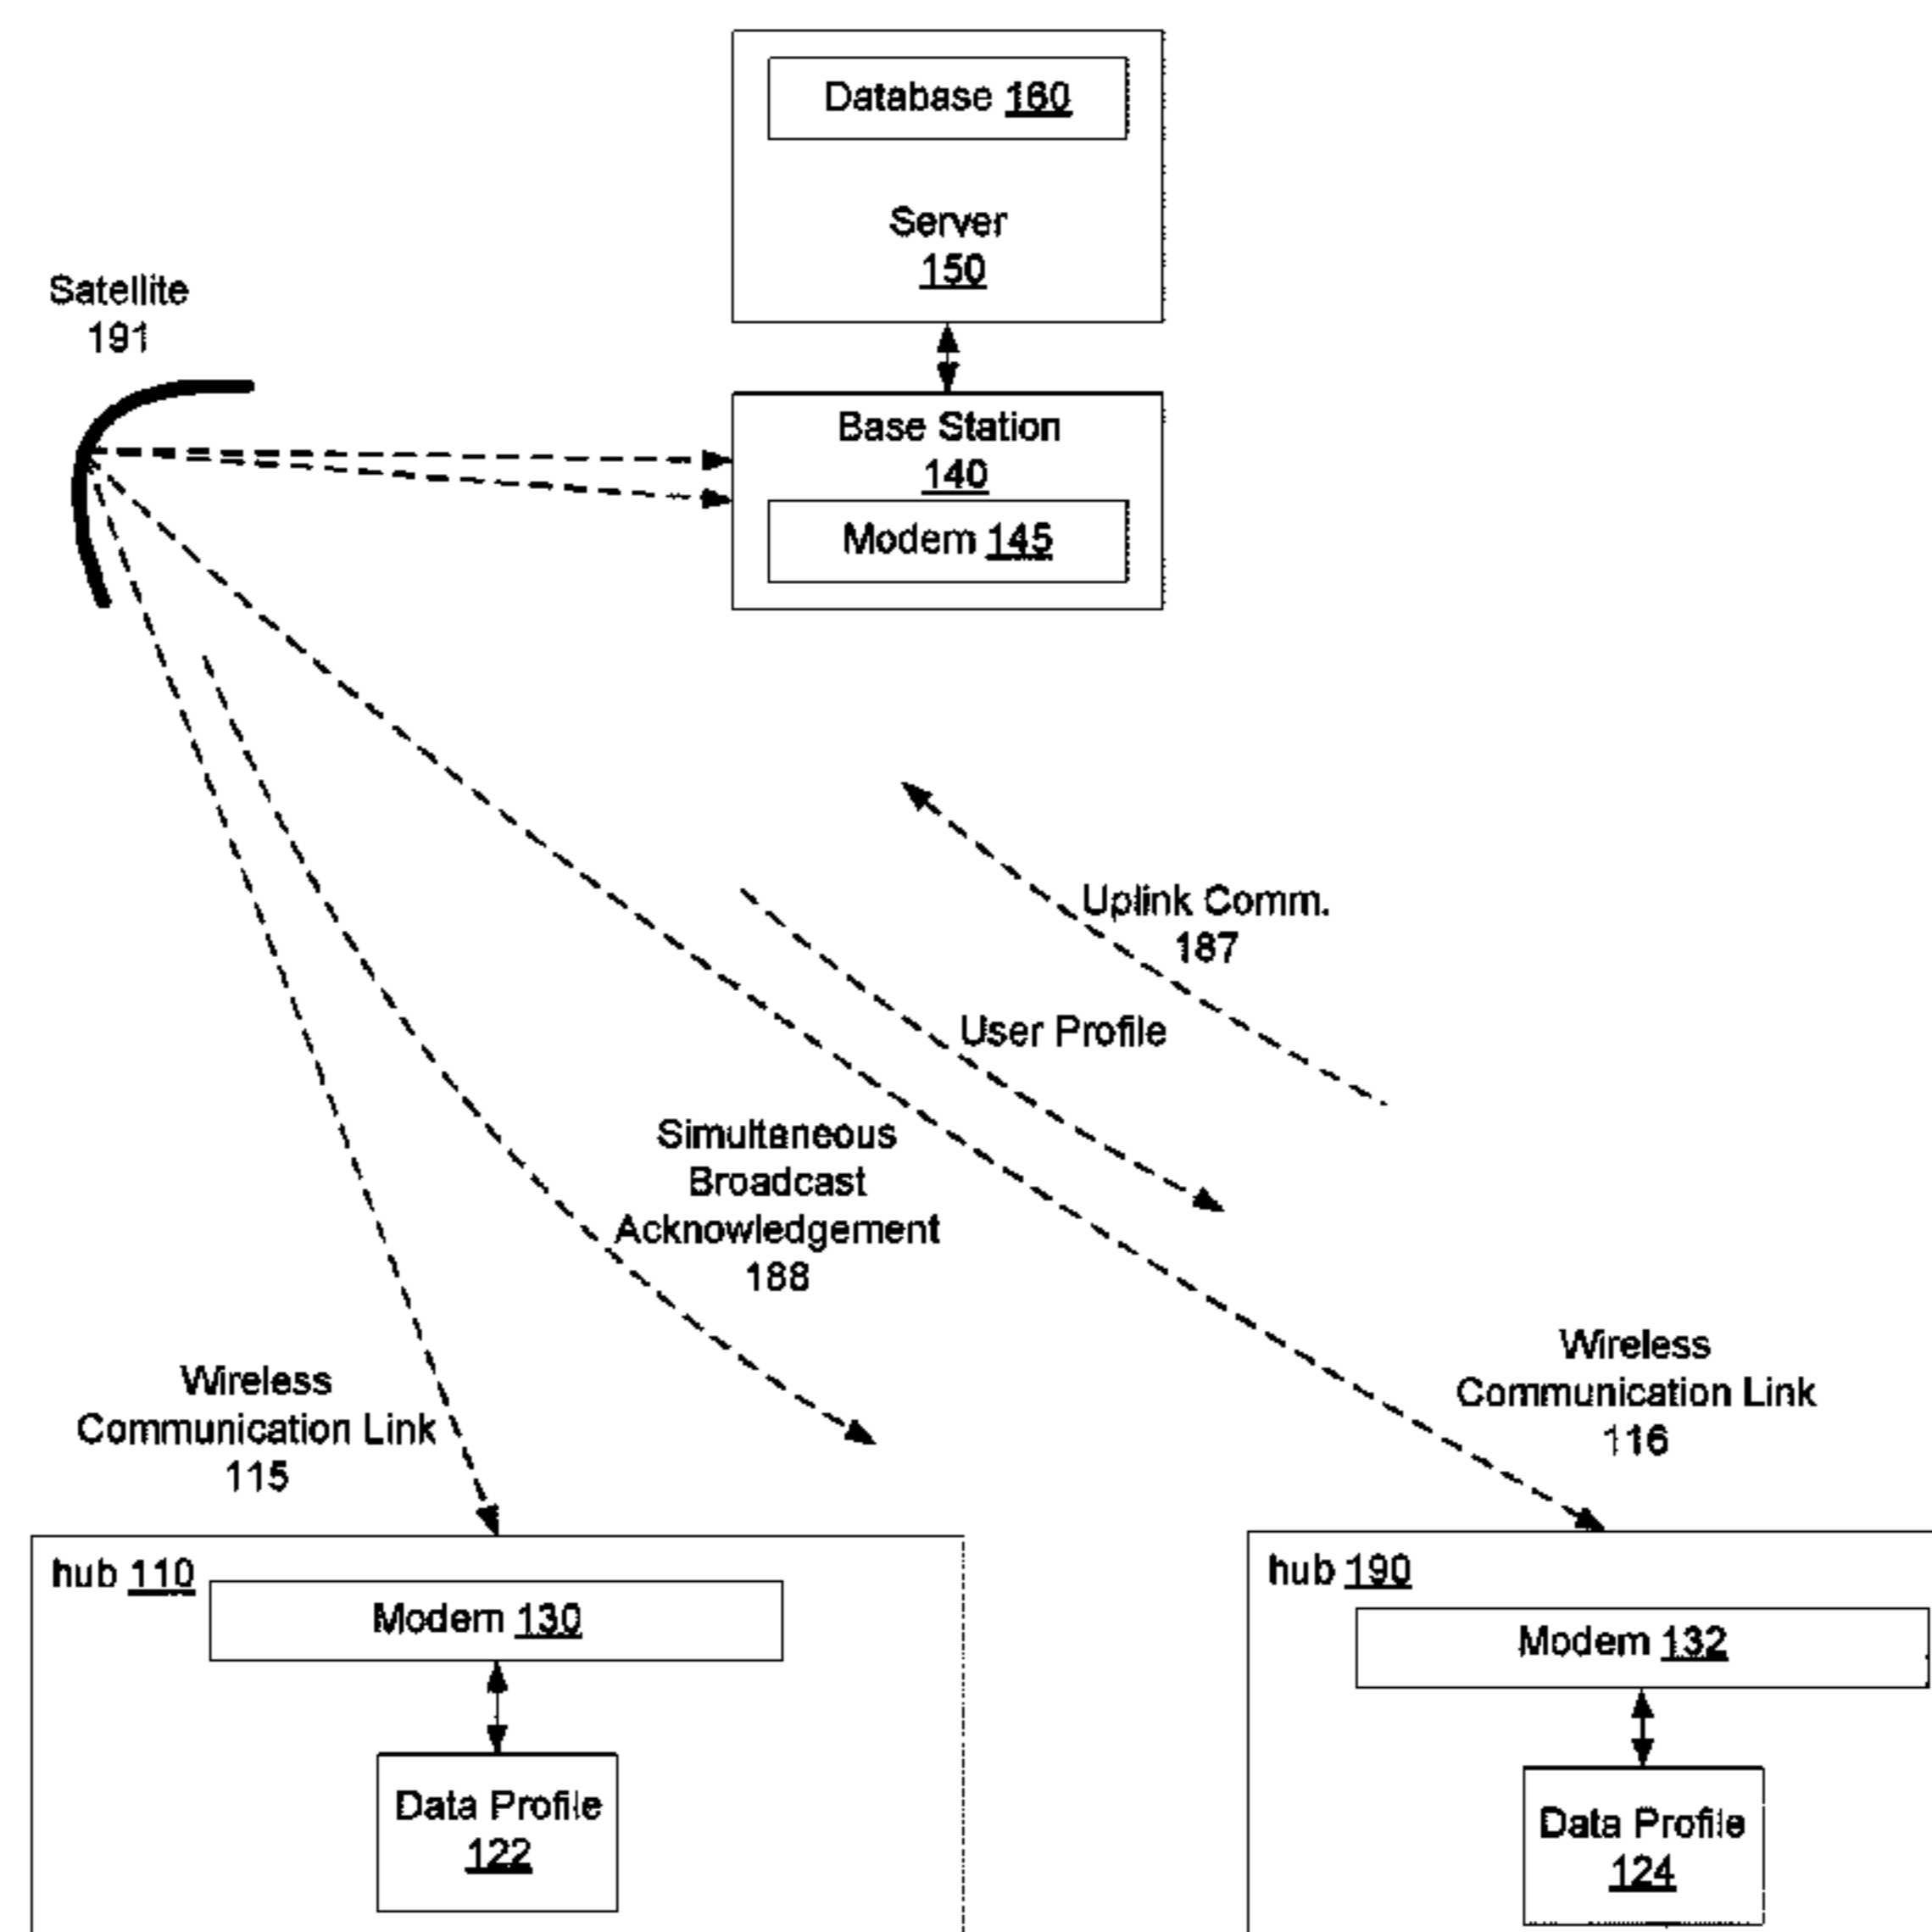 Database 160
Server
150
Satellite
191
Base Station
140
Modem 145
Uplink Comm.
187
User Profile
Simultaneous
Broadcast
Acknowledgement
188
Wireless
Communication Link
115
Wireless
Communication Link
116
hub 110
Modem 130
Data Profile
122
hub 190
Modem 132
Data Profile
124